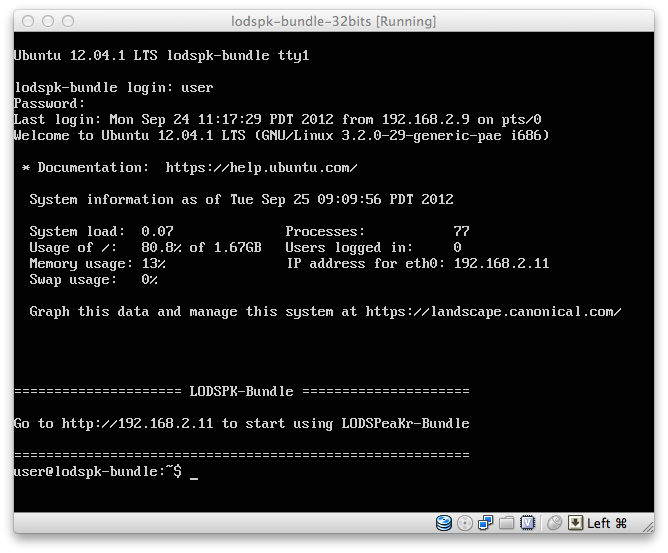 lodspk-bundle-32bits [Running]
Ubuntu 12.04.1 LTS lodspk-bundle tty1
lodspk-bundle login: user
Password:
Last login: Mon Sep 24 11:17:29 PDT 2012 from 192.168.2.9 on pts/0
Welcome to Ubuntu 12.04.1 LTS (GNU/Linux 3.2.0-29-generic-pae i686)
* Documentation:  https://help.ubuntu.com/
System information as of Tue Sep 25 09:09:56 PDT 2012
System load:  0.07               Processes:           77
Usage of /:   80.8% of 1.67GB   Users logged in:     0
Memory usage: 13%               IP address for eth0: 192.168.2.11
Swap usage:   0%
Graph this data and manage this system at https://landscape.canonical.com/
===================== LODSPK-Bundle =====================
Go to http://192.168.2.11 to start using LODSPeaKr-Bundle
=========================================================
user@lodspk-bundle:~$ _
Left ⌘